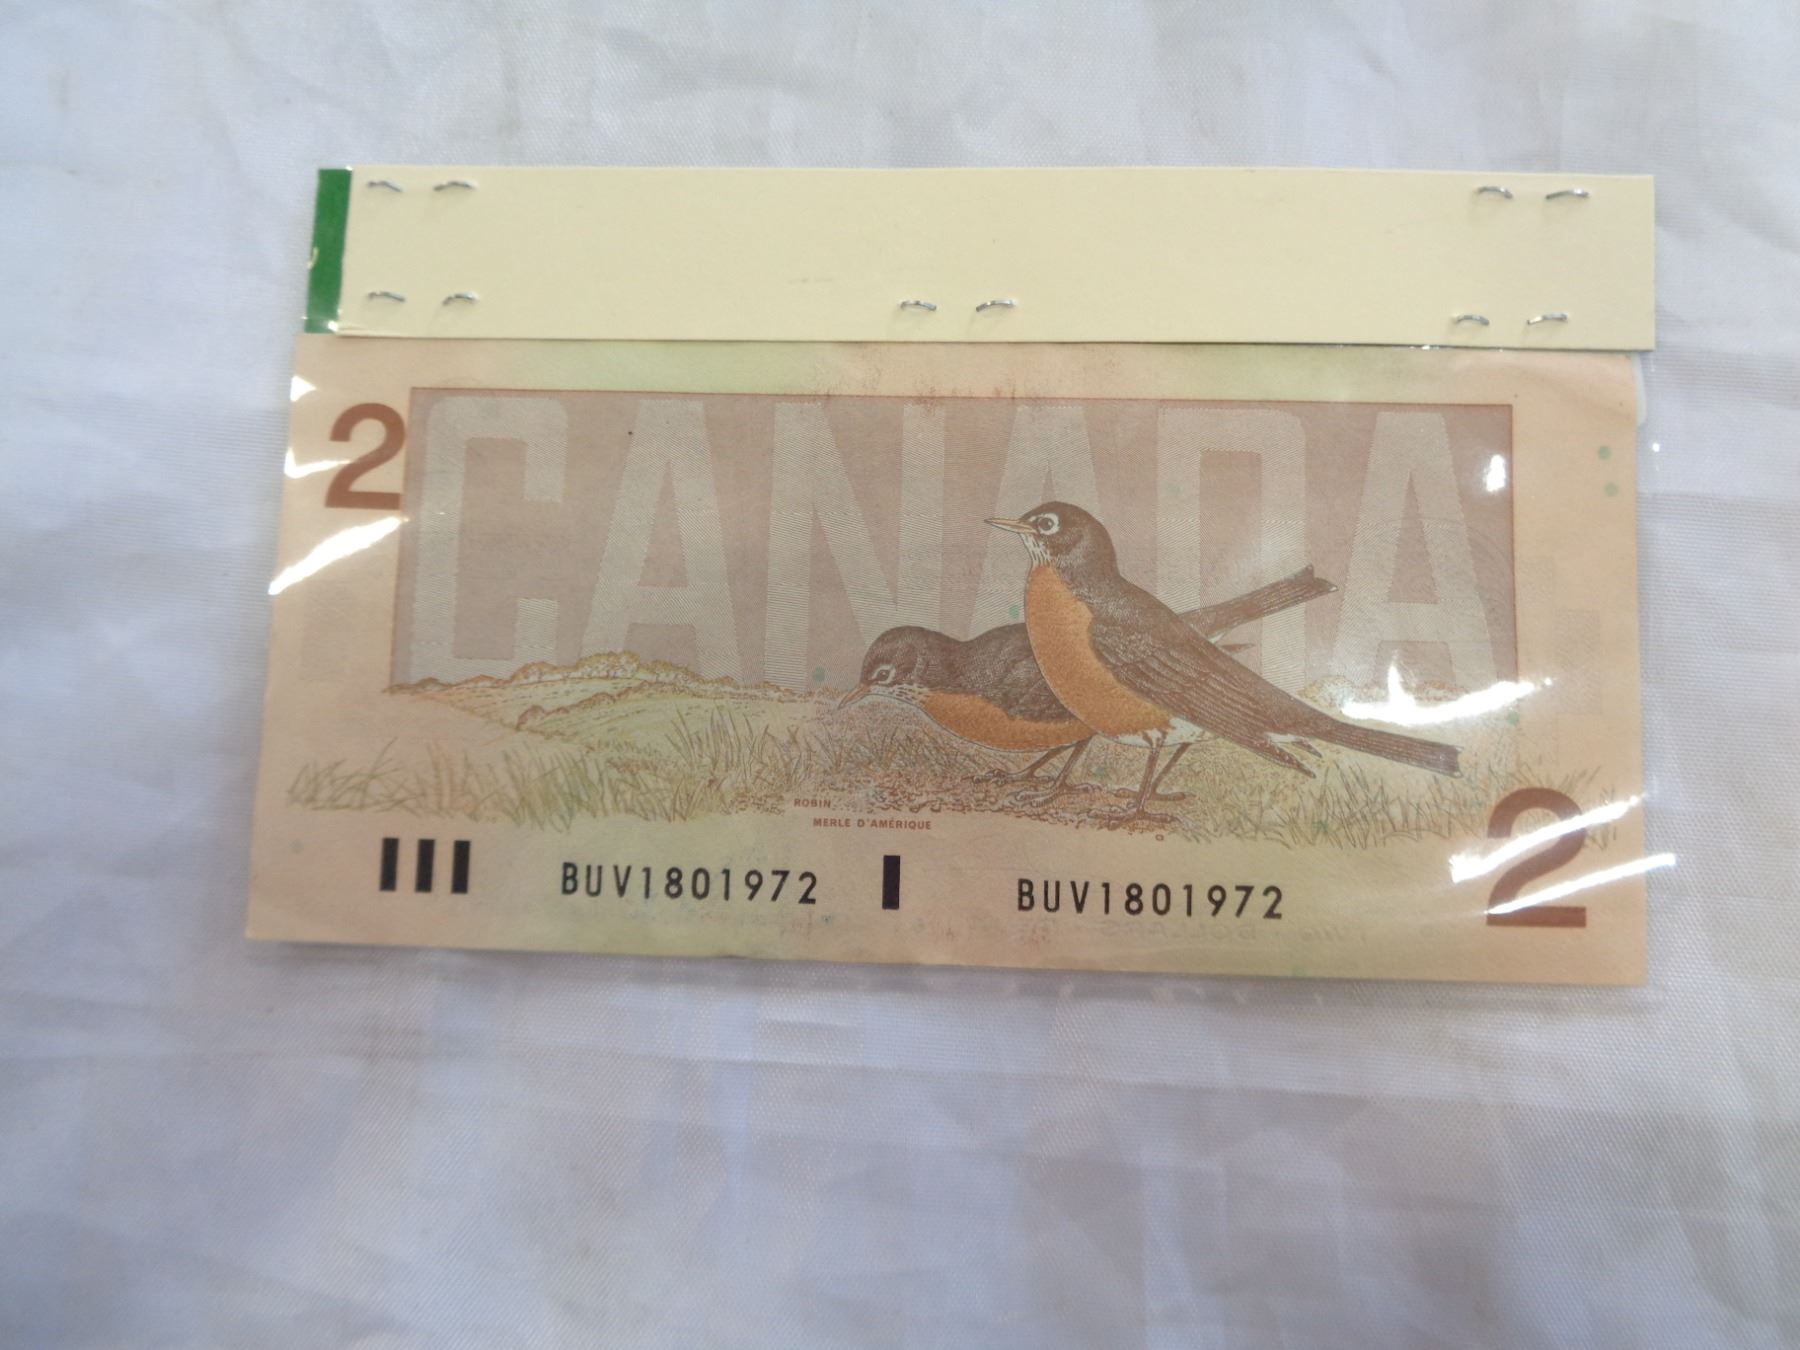 2
CANADA
ROBIN
MERLE D'AMÉRIQUE
BUV1801972
BUV1801972
2